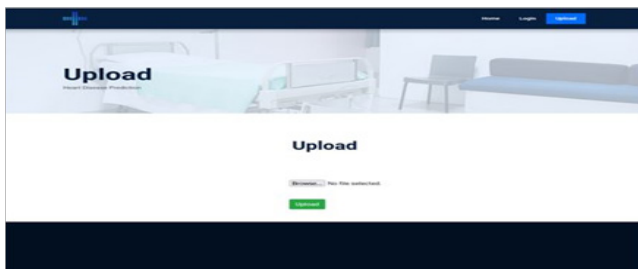 Home Login Upload
Upload
Heart Disease Prediction
Upload
Browse... No file selected.
Upload